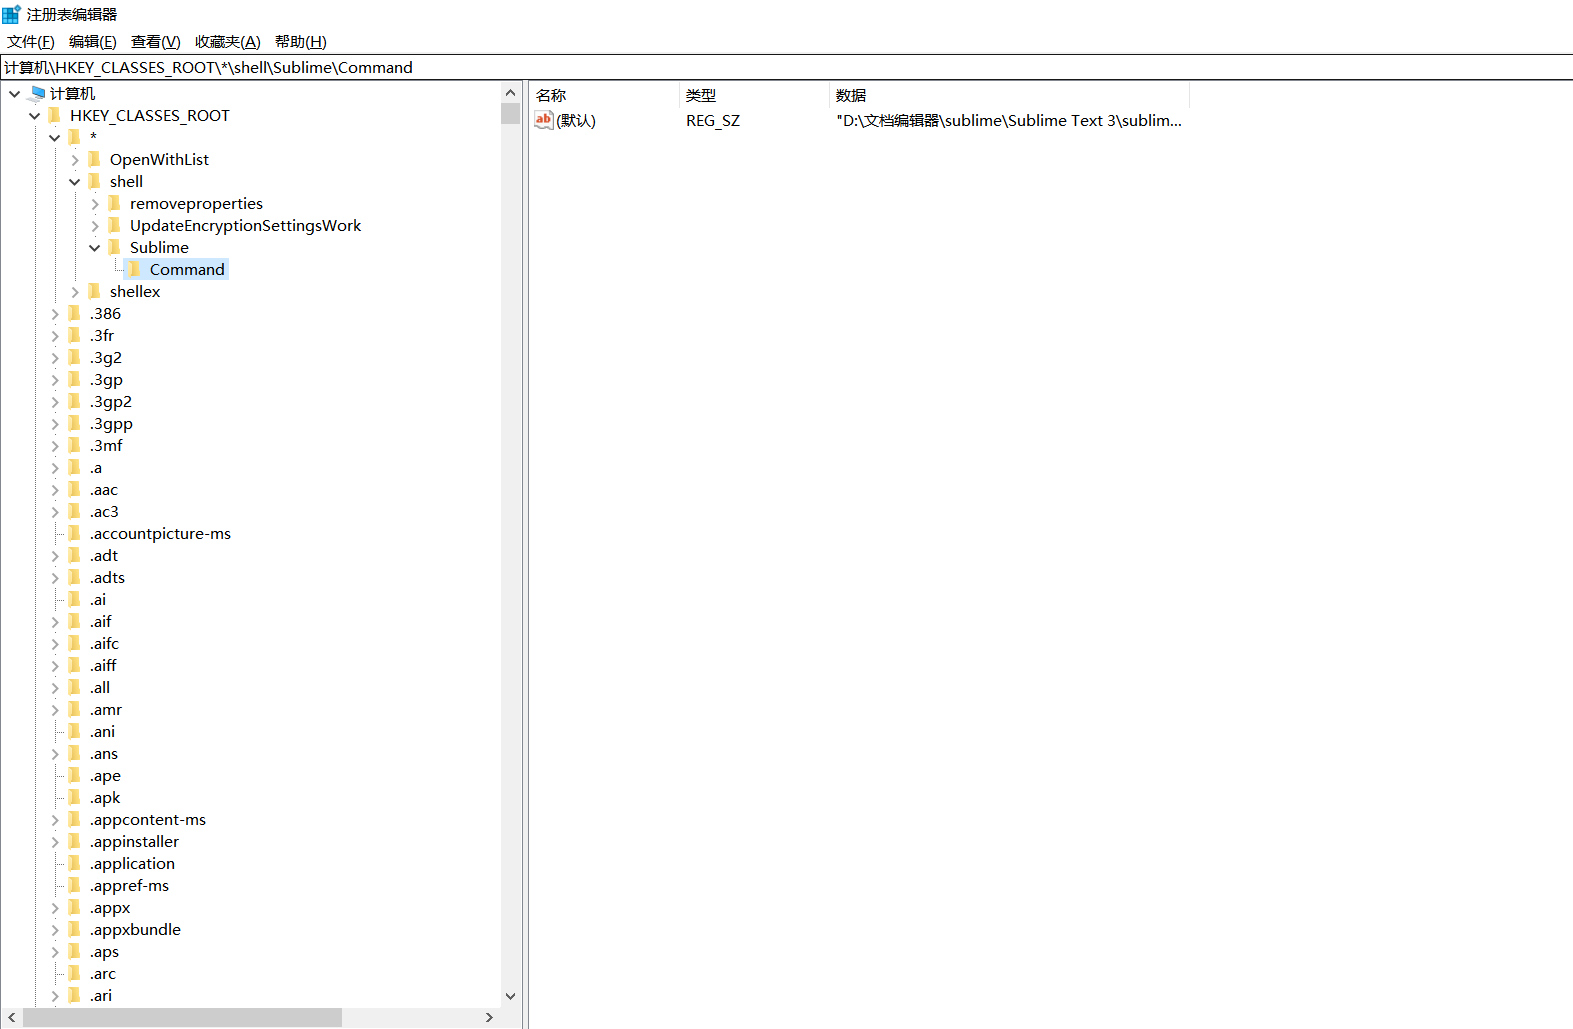 注册表编辑器
文件(F) 编辑(E) 查看(V) 收藏夹(A) 帮助(H)
计算机\HKEY_CLASSES_ROOT\*\shell\Sublime\Command
计算机
HKEY_CLASSES_ROOT
*
OpenWithList
shell
removeproperties
UpdateEncryptionSettingsWork
Sublime
Command
shellex
.386
.3fr
.3g2
.3gp
.3gp2
.3gpp
.3mf
.a
.aac
.ac3
.accountpicture-ms
.adt
.adts
.ai
.aif
.aifc
.aiff
.all
.amr
.ani
.ans
.ape
.apk
.appcontent-ms
.appinstaller
.application
.appref-ms
.appx
.appxbundle
.aps
.arc
.ari
名称 类型 数据
ab (默认) REG_SZ "D:\文档编辑器\sublime\Sublime Text 3\sublim...